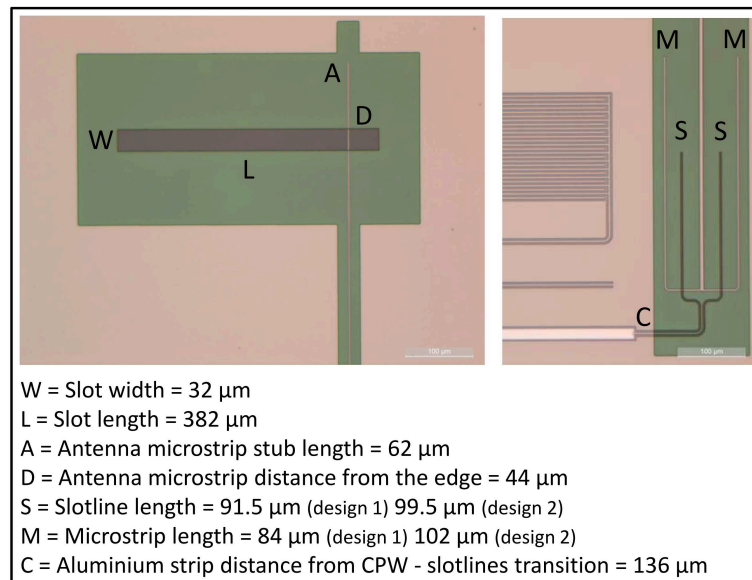 A
D
W
L
100 µm
M M
S S
C
100 µm
W = Slot width = 32 µm
L = Slot length = 382 µm
A = Antenna microstrip stub length = 62 µm
D = Antenna microstrip distance from the edge = 44 µm
S = Slotline length = 91.5 µm (design 1) 99.5 µm (design 2)
M = Microstrip length = 84 µm (design 1) 102 µm (design 2)
C = Aluminium strip distance from CPW - slotlines transition = 136 µm